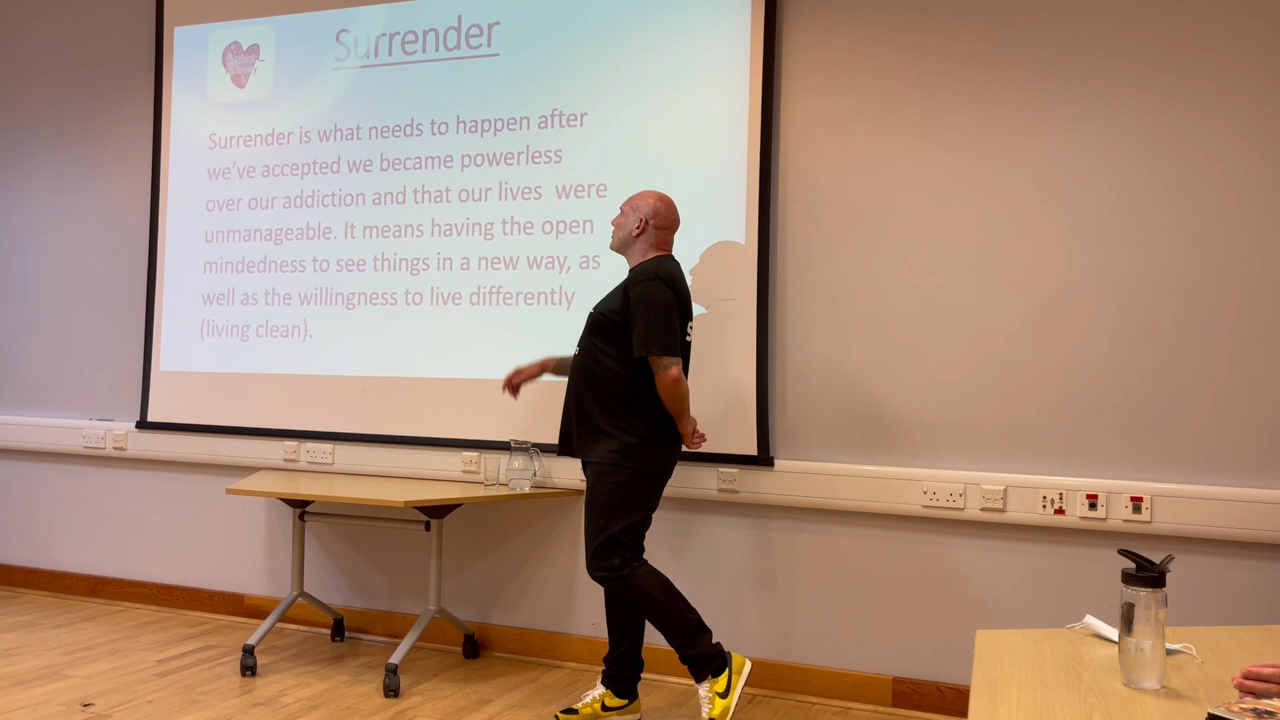 Surrender
Surrender is what needs to happen after
we've accepted we became powerless
over our addiction and that our lives were
unmanageable. It means having the open
mindedness to see things in a new way, as
well as the willingness to live differently
(living clean).